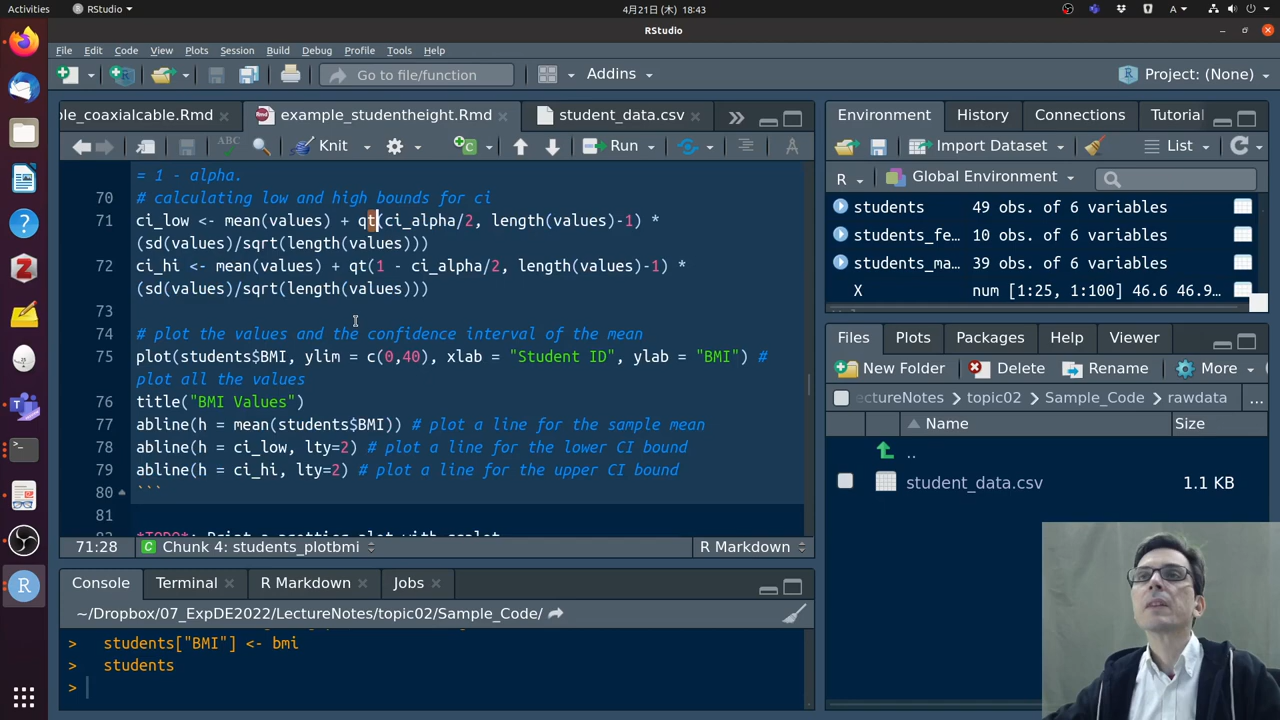 Activities
RStudio
4月21日 (木) 18:43
A
RStudio
File Edit Code View Plots Session Build Debug Profile Tools Help
Go to file/function
Addins
Project: (None)
ple_coaxialcable.Rmd
example_studentheight.Rmd
student_data.csv
ABC
Knit
Run
= 1 - alpha.
70 # calculating low and high bounds for ci
71 ci_low <- mean(values) + qt(ci_alpha/2, length(values)-1) *
(sd(values)/sqrt(length(values)))
72 ci_hi <- mean(values) + qt(1 - ci_alpha/2, length(values)-1) *
(sd(values)/sqrt(length(values)))
73
74 # plot the values and the confidence interval of the mean
75 plot(students$BMI, ylim = c(0,40), xlab = "Student ID", ylab = "BMI") #
plot all the values
76 title("BMI Values")
77 abline(h = mean(students$BMI)) # plot a line for the sample mean
78 abline(h = ci_low, lty=2) # plot a line for the lower CI bound
79 abline(h = ci_hi, lty=2) # plot a line for the upper CI bound
80 ```
81
71:28
Chunk 4: students_plotbmi
R Markdown
Console Terminal R Markdown Jobs
~/Dropbox/07_ExpDE2022/LectureNotes/topic02/Sample_Code/
> students["BMI"] <- bmi
> students
>
Environment History Connections Tutorial
Import Dataset
List
R
Global Environment
students 49 obs. of 6 variables
students_fe… 10 obs. of 6 variables
students_ma… 39 obs. of 6 variables
X num [1:25, 1:100] 46.6 46.9…
Files Plots Packages Help Viewer
New Folder Delete Rename More
ectureNotes topic02 Sample_Code rawdata ...
Name Size
..
student_data.csv 1.1 KB